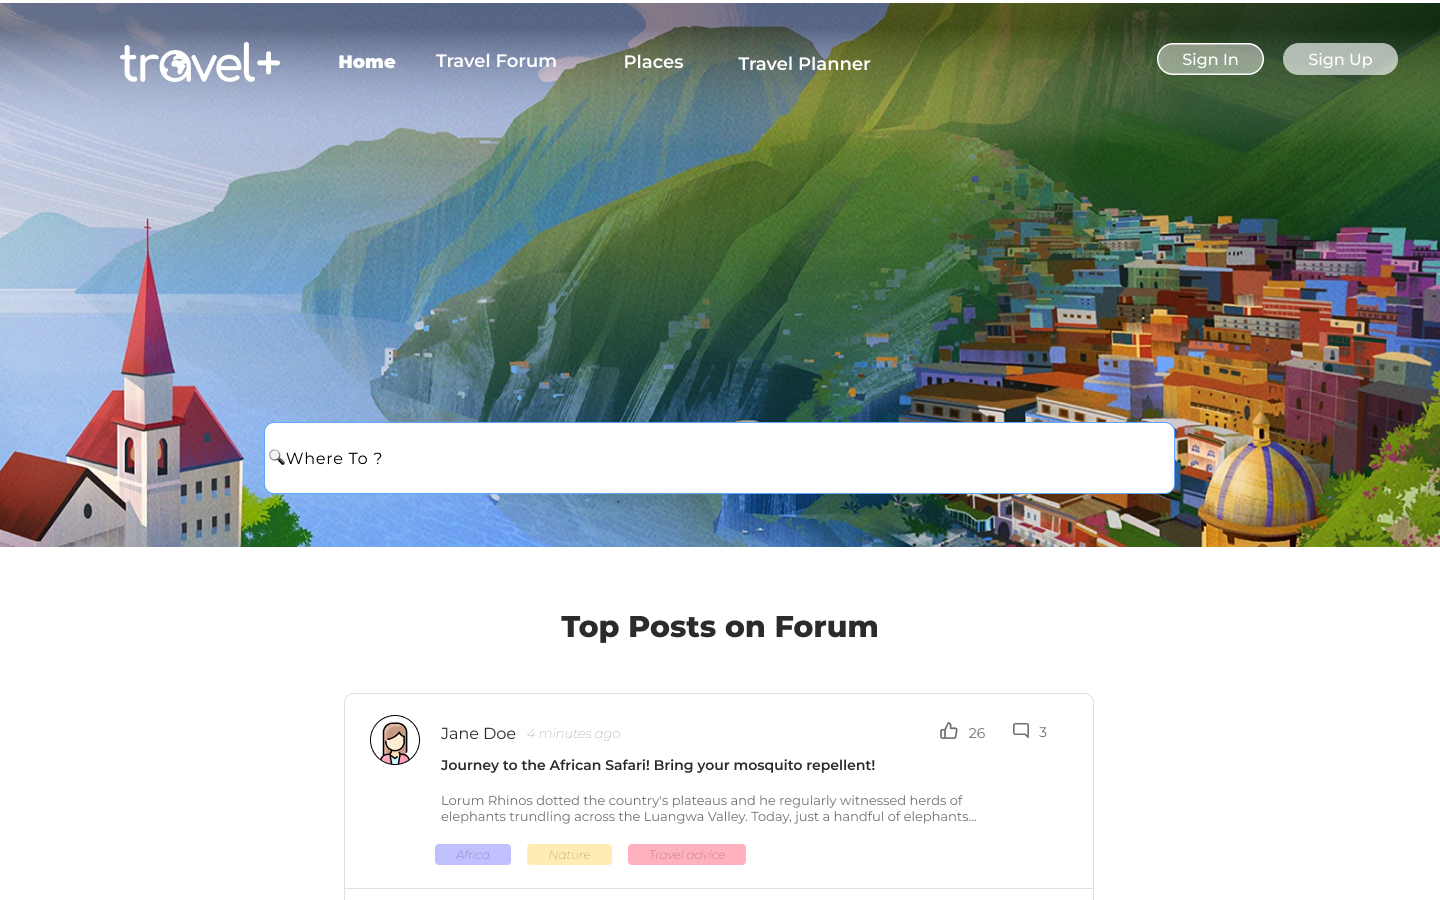 travel+
Home Travel Forum Places Travel Planner Sign In Sign Up
Where To ?
Top Posts on Forum
Jane Doe 4 minutes ago 26 3
Journey to the African Safari! Bring your mosquito repellent!
Lorum Rhinos dotted the country's plateaus and he regularly witnessed herds of
elephants trundling across the Luangwa Valley. Today, just a handful of elephants...
Africa Nature Travel advice